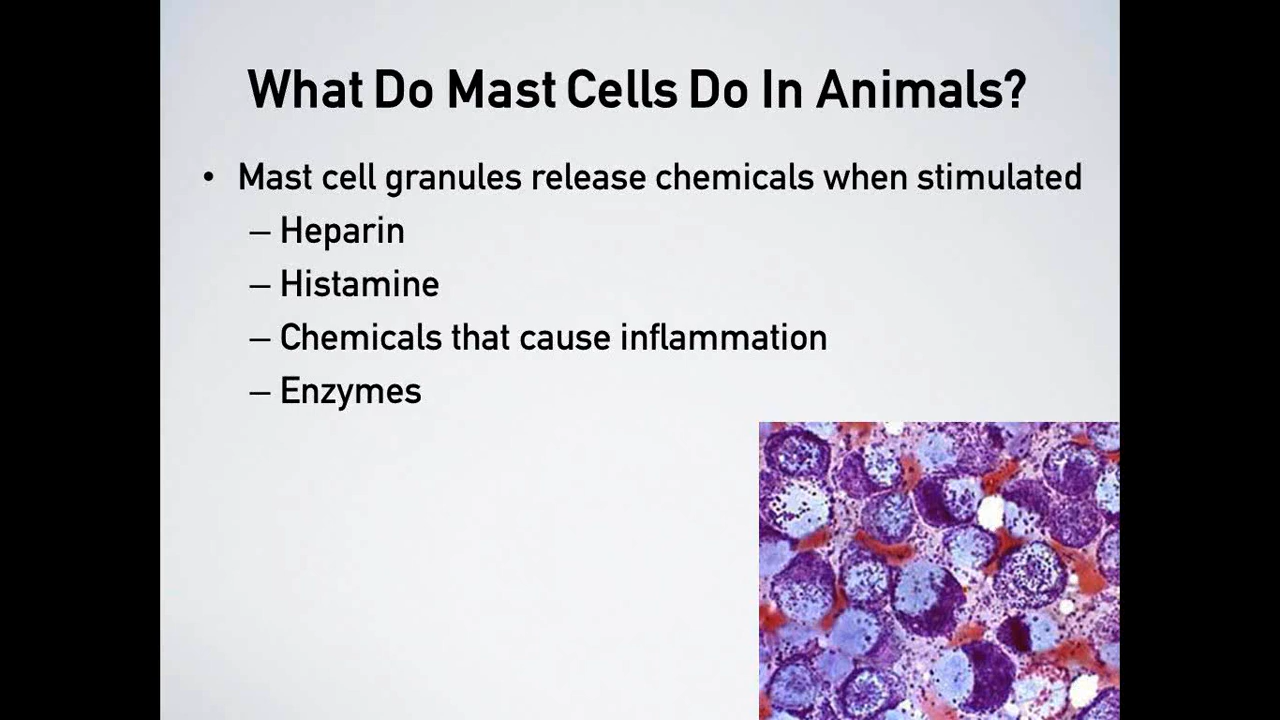 What Do Mast Cells Do In Animals?
• Mast cell granules release chemicals when stimulated
– Heparin
– Histamine
– Chemicals that cause inflammation
– Enzymes